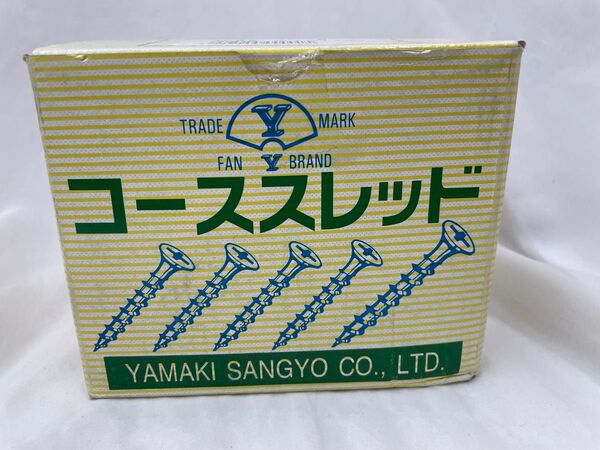 TRADE Y MARK
FAN Y BRAND
コーススレッド
YAMAKI SANGYO CO., LTD.